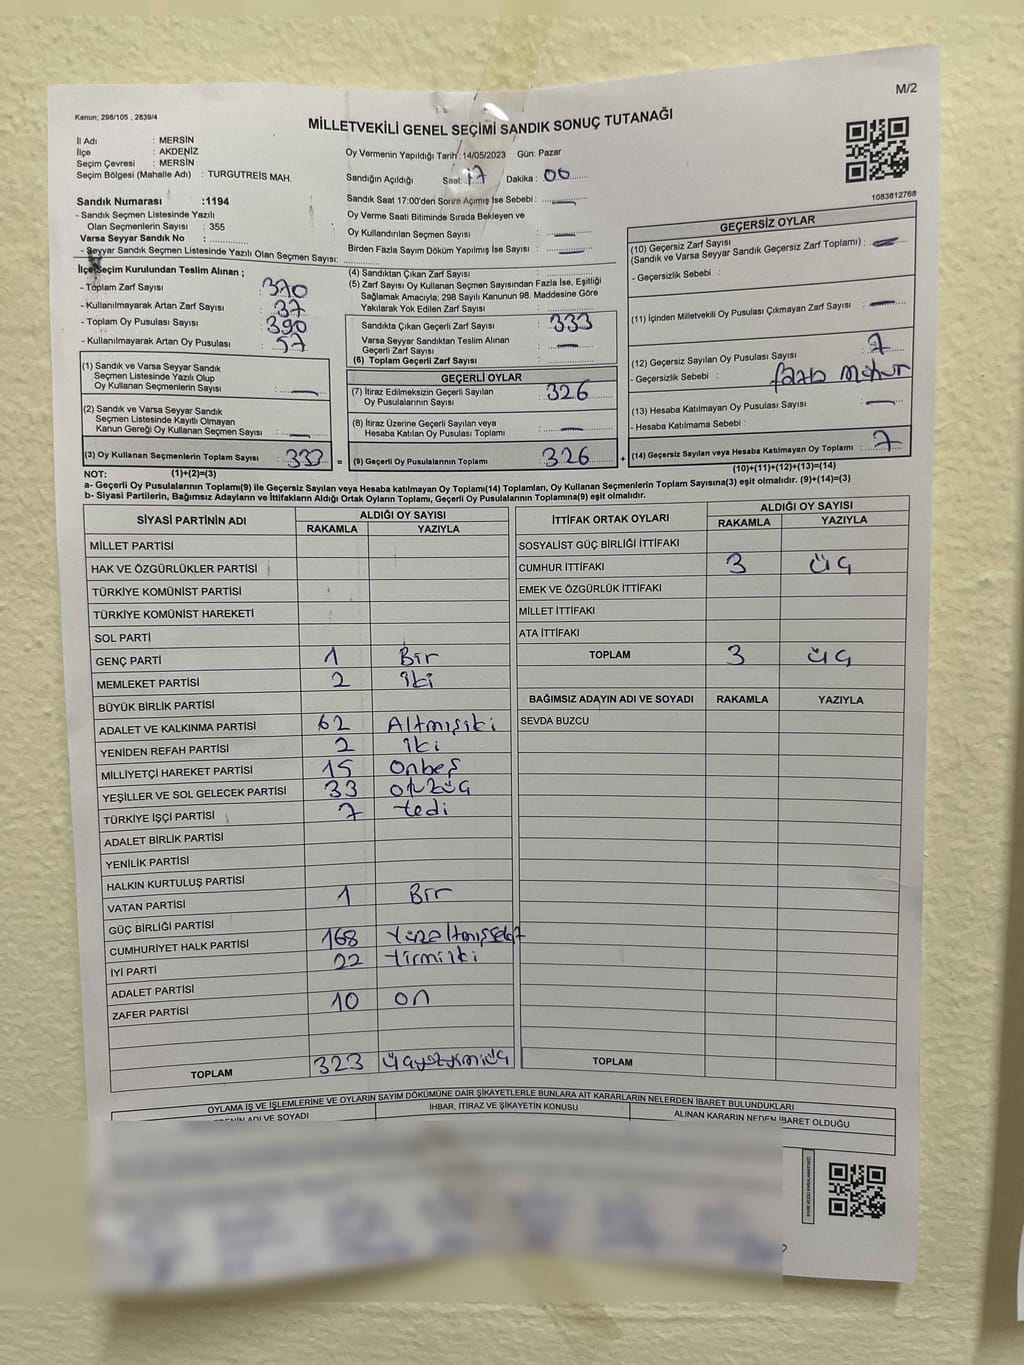 M/2
Kanun; 298/105 , 2839/4
MİLLETVEKİLİ GENEL SEÇİMİ SANDIK SONUÇ TUTANAĞI
İl Adı : MERSİN
İlçe : AKDENİZ
Seçim Çevresi : MERSİN
Seçim Bölgesi (Mahalle Adı) : TURGUTREİS MAH.
Oy Vermenin Yapıldığı Tarih : 14/05/2023 Gün: Pazar
Sandığın Açıldığı Saat: 17 Dakika : 00
Sandık Saat 17:00'den Sonra Açımış İse Sebebi :
Oy Verme Saati Bitiminde Sırada Bekleyen ve
Oy Kullandırılan Seçmen Sayısı :
Birden Fazla Sayım Döküm Yapılmış İse Sayısı :
1083812768
Sandık Numarası :1194
- Sandık Seçmen Listesinde Yazılı
Olan Seçmenlerin Sayısı : 355
Varsa Seyyar Sandık No :
- Seyyar Sandık Seçmen Listesinde Yazılı Olan Seçmen Sayısı:
İlçe Seçim Kurulundan Teslim Alınan ;
- Toplam Zarf Sayısı : 370
- Kullanılmayarak Artan Zarf Sayısı : 37
- Toplam Oy Pusulası Sayısı : 390
- Kullanılmayarak Artan Oy Pusulası : 57
(1) Sandık ve Varsa Seyyar Sandık
Seçmen Listesinde Yazılı Olup
Oy Kullanan Seçmenlerin Sayısı :
(2) Sandık ve Varsa Seyyar Sandık
Seçmen Listesinde Kayıtlı Olmayan
Kanun Gereği Oy Kullanan Seçmen Sayısı :
(3) Oy Kullanan Seçmenlerin Toplam Sayısı : 333 =
(4) Sandıktan Çıkan Zarf Sayısı :
(5) Zarf Sayısı Oy Kullanan Seçmen Sayısından Fazla İse, Eşitliği
Sağlamak Amacıyla; 298 Sayılı Kanunun 98. Maddesine Göre
Yakılarak Yok Edilen Zarf Sayısı :
Sandıkta Çıkan Geçerli Zarf Sayısı : 333
Varsa Seyyar Sandıktan Teslim Alınan
Geçerli Zarf Sayısı :
(6) Toplam Geçerli Zarf Sayısı :
GEÇERLİ OYLAR
(7) İtiraz Edilmeksizin Geçerli Sayılan
Oy Pusulalarının Sayısı : 326
(8) İtiraz Üzerine Geçerli Sayılan veya
Hesaba Katılan Oy Pusulası Toplamı :
(9) Geçerli Oy Pusulalarının Toplamı : 326 +
GEÇERSİZ OYLAR
(10) Geçersiz Zarf Sayısı
(Sandık ve Varsa Seyyar Sandık Geçersiz Zarf Toplamı) :
- Geçersizlik Sebebi :
(11) İçinden Milletvekili Oy Pusulası Çıkmayan Zarf Sayısı :
(12) Geçersiz Sayılan Oy Pusulası Sayısı : 7
- Geçersizlik Sebebi : fazla mühür
(13) Hesaba Katılmayan Oy Pusulası Sayısı :
- Hesaba Katılmama Sebebi :
(14) Geçersiz Sayılan veya Hesaba Katılmayan Oy Toplamı : 7
NOT: (1)+(2)=(3) (10)+(11)+(12)+(13)=(14)
a- Geçerli Oy Pusulalarının Toplamı(9) ile Geçersiz Sayılan veya Hesaba katılmayan Oy Toplamı(14) Toplamları, Oy Kullanan Seçmenlerin Toplam Sayısına(3) eşit olmalıdır. (9)+(14)=(3)
b- Siyasi Partilerin, Bağımsız Adayların ve İttifakların Aldığı Ortak Oyların Toplamı, Geçerli Oy Pusulalarının Toplamına(9) eşit olmalıdır.
SİYASİ PARTİNİN ADI ALDIĞI OY SAYISI
RAKAMLA YAZIYLA
MİLLET PARTİSİ
HAK VE ÖZGÜRLÜKLER PARTİSİ
TÜRKİYE KOMÜNİST PARTİSİ
TÜRKİYE KOMÜNİST HAREKETİ
SOL PARTİ
GENÇ PARTİ 1 Bir
MEMLEKET PARTİSİ 2 iki
BÜYÜK BİRLİK PARTİSİ
ADALET VE KALKINMA PARTİSİ 62 Altmışiki
YENİDEN REFAH PARTİSİ 2 iki
MİLLİYETÇİ HAREKET PARTİSİ 15 onbeş
YEŞİLLER VE SOL GELECEK PARTİSİ 33 otuzüç
TÜRKİYE İŞÇİ PARTİSİ 7 Yedi
ADALET BİRLİK PARTİSİ
YENİLİK PARTİSİ
HALKIN KURTULUŞ PARTİSİ
VATAN PARTİSİ 1 Bir
GÜÇ BİRLİĞİ PARTİSİ
CUMHURİYET HALK PARTİSİ 168 Yüzaltmışsekiz
İYİ PARTİ 22 Yirmiiki
ADALET PARTİSİ
ZAFER PARTİSİ 10 on
TOPLAM 323 üçyüzyirmiüç
İTTİFAK ORTAK OYLARI ALDIĞI OY SAYISI
RAKAMLA YAZIYLA
SOSYALİST GÜÇ BİRLİĞİ İTTİFAKI
CUMHUR İTTİFAKI 3 üç
EMEK VE ÖZGÜRLÜK İTTİFAKI
MİLLET İTTİFAKI
ATA İTTİFAKI
TOPLAM 3 üç
BAĞIMSIZ ADAYIN ADI VE SOYADI RAKAMLA YAZIYLA
SEVDA BUZCU
TOPLAM
OYLAMA İŞ VE İŞLEMLERİNE VE OYLARIN SAYIM DÖKÜMÜNE DAİR ŞİKAYETLERLE BUNLARA AİT KARARLARIN NELERDEN İBARET BULUNDUKLARI
ADI VE SOYADI İHBAR, İTİRAZ VE ŞİKAYETİN KONUSU ALINAN KARARIN NEDEN İBARET OLDUĞU